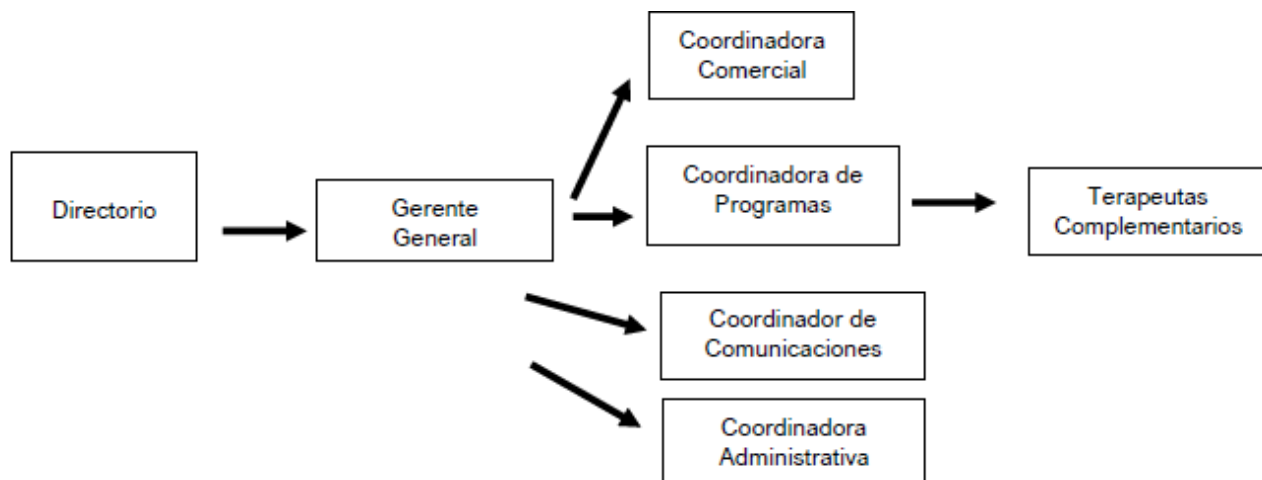 Directorio
Gerente
General
Coordinadora
Comercial
Coordinadora de
Programas
Coordinador de
Comunicaciones
Coordinadora
Administrativa
Terapeutas
Complementarios